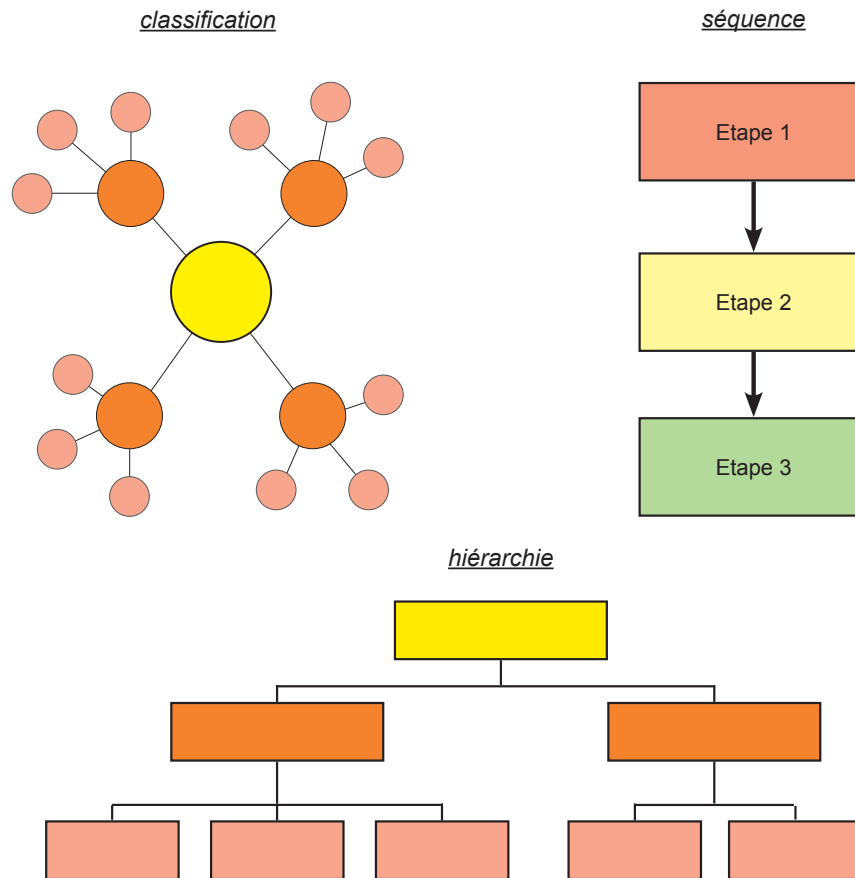 classification
séquence
Etape 1
Etape 2
Etape 3
hiérarchie